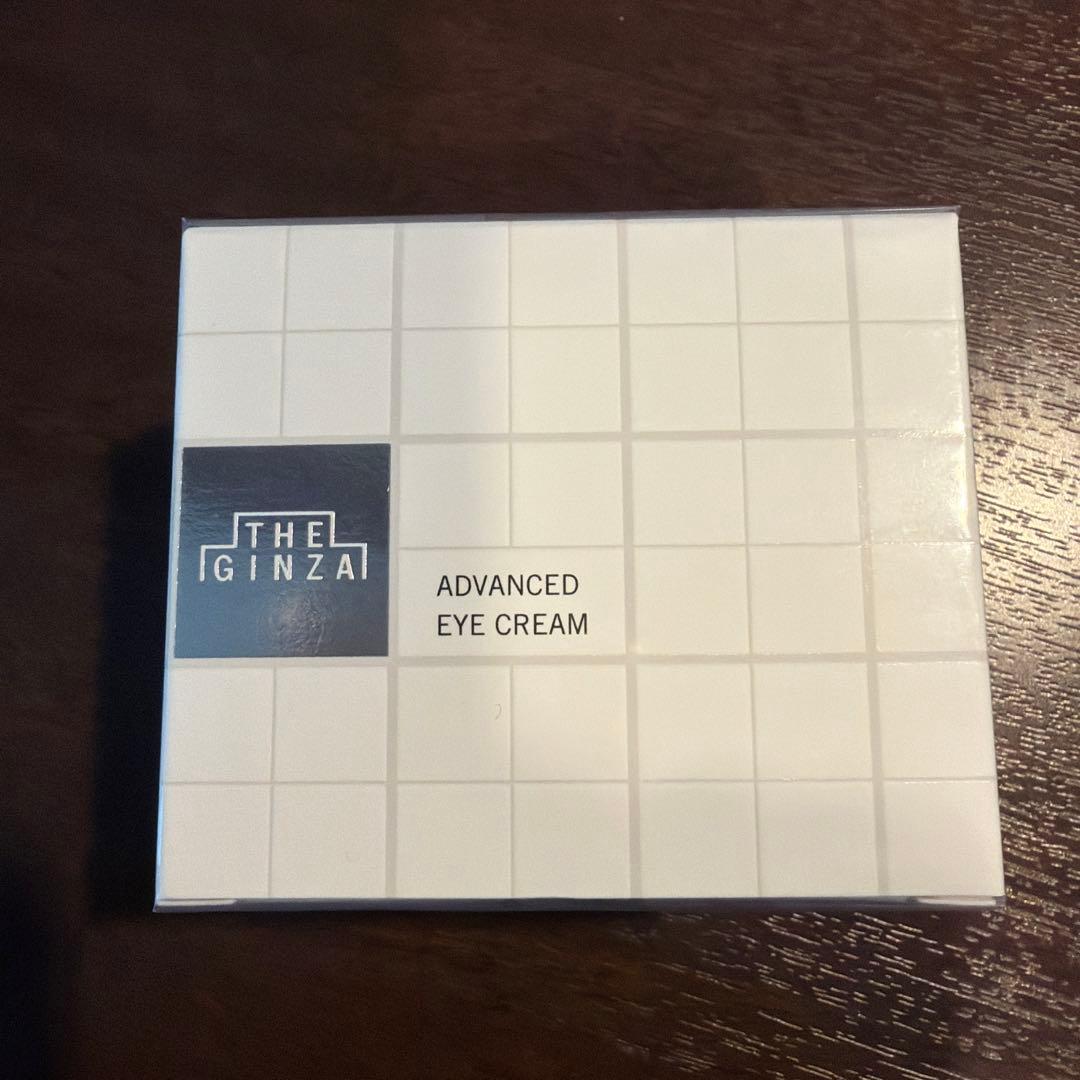 THE
GINZA
ADVANCED
EYE CREAM